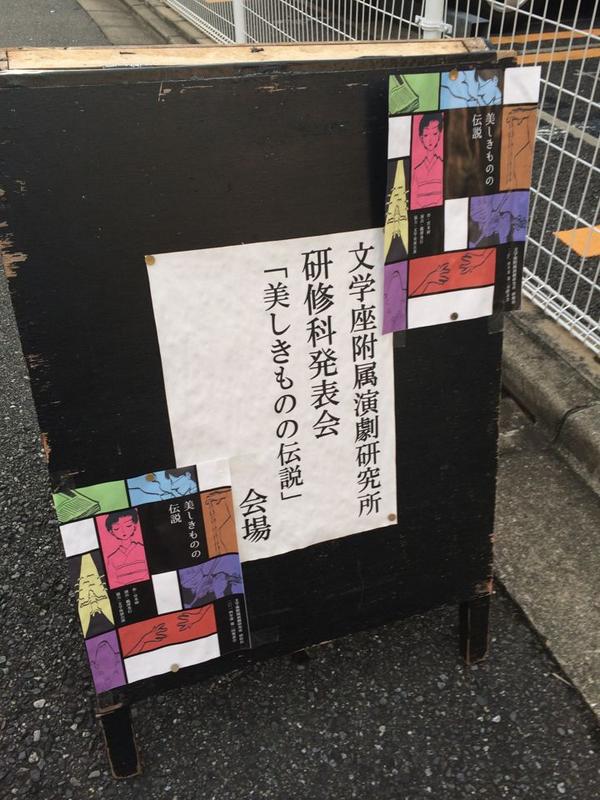 文学座附属演劇研究所
研修科発表会
「美しきものの伝説」
会場
美しきものの
伝説
美しきものの
伝説